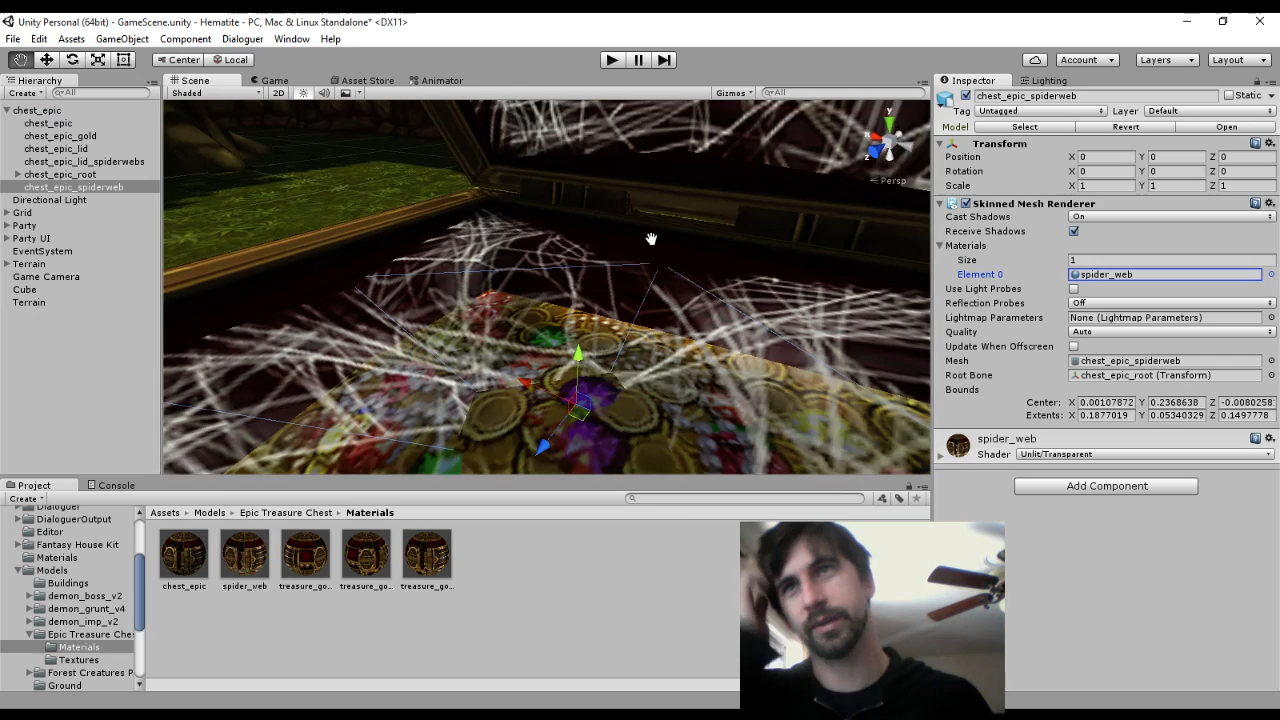 Unity Personal (64bit) - GameScene.unity - Hematite - PC, Mac & Linux Standalone* <DX11>
File Edit Assets GameObject Component Dialoguer Window Help
Center Local Account Layers Layout
Hierarchy
Create All
chest_epic
chest_epic
chest_epic_gold
chest_epic_lid
chest_epic_lid_spiderwebs
chest_epic_root
chest_epic_spiderweb
Directional Light
Grid
Party
Party UI
EventSystem
Terrain
Game Camera
Cube
Terrain
Scene Game Asset Store Animator
Shaded 2D Gizmos All
y
x
z
Persp
Inspector Lighting
chest_epic_spiderweb Static
Tag Untagged Layer Default
Model Select Revert Open
Transform
Position X 0 Y 0 Z 0
Rotation X 0 Y 0 Z 0
Scale X 1 Y 1 Z 1
Skinned Mesh Renderer
Cast Shadows On
Receive Shadows
Materials
Size 1
Element 0 spider_web
Use Light Probes
Reflection Probes Off
Lightmap Parameters None (Lightmap Parameters)
Quality Auto
Update When Offscreen
Mesh chest_epic_spiderweb
Root Bone chest_epic_root (Transform)
Bounds
Center: X 0.00107872 Y 0.2368638 Z -0.0080258
Extents: X 0.1877019 Y 0.05340329 Z 0.1497778
spider_web
Shader Unlit/Transparent
Add Component
Project Console
Create
Dialoguer
DialoguerOutput
Editor
Fantasy House Kit
Materials
Models
Buildings
demon_boss_v2
demon_grunt_v4
demon_imp_v2
Epic Treasure Che
Materials
Textures
Forest Creatures P
Ground
Assets Models Epic Treasure Chest Materials
chest_epic spider_web treasure_go... treasure_go... treasure_go...